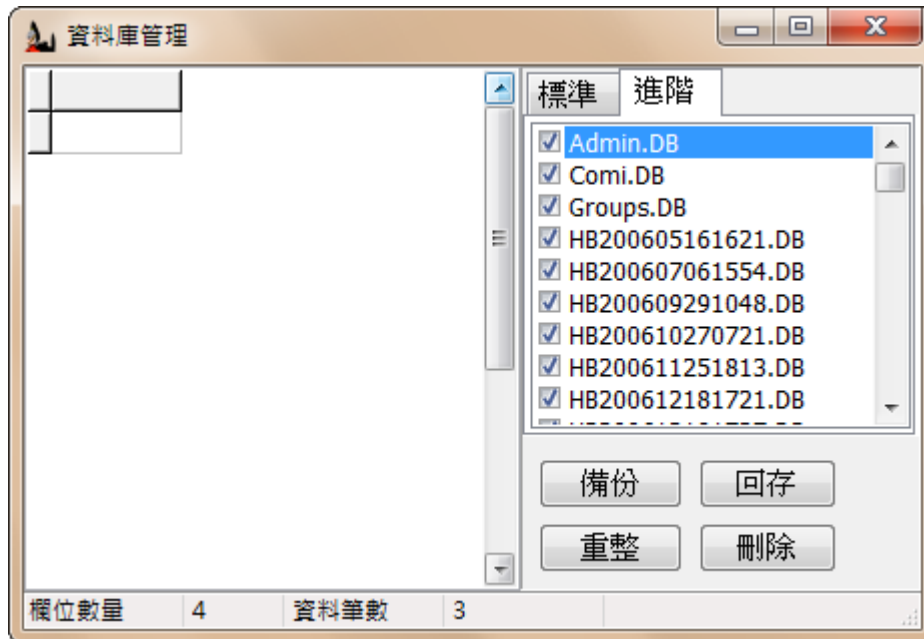 資料庫管理
標準 進階
Admin.DB
Comi.DB
Groups.DB
HB200605161621.DB
HB200607061554.DB
HB200609291048.DB
HB200610270721.DB
HB200611251813.DB
HB200612181721.DB
備份 回存
重整 刪除
欄位數量 4 資料筆數 3